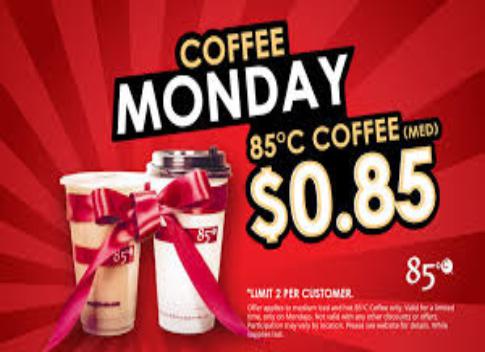 COFFEE
MONDAY
85°C COFFEE (MED)
$0.85
85°
85°
85°C
*LIMIT 2 PER CUSTOMER.
Offer applies to medium iced and hot 85°C Coffee only. Valid for a limited
time, only on Mondays. Not valid with any other discounts or offers.
Participation may vary by location. Please see website for details. While
supplies last.